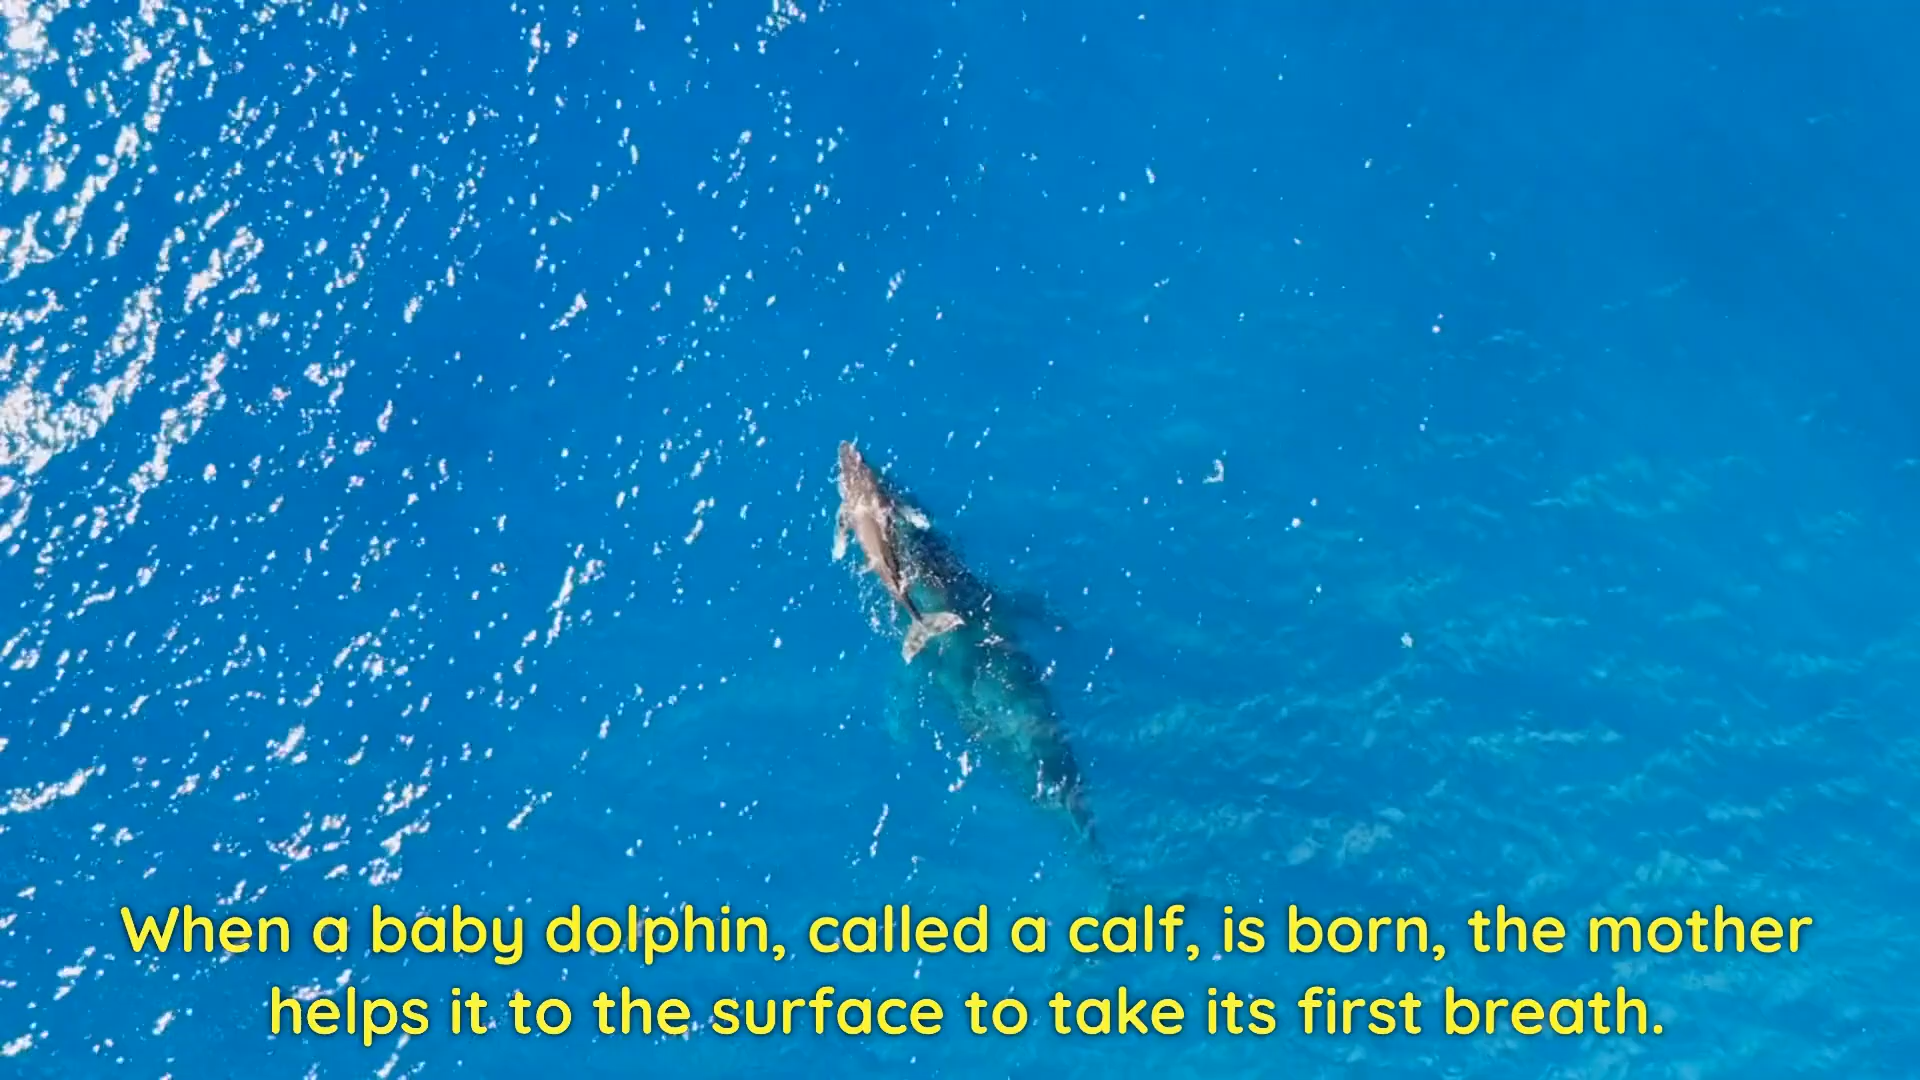 When a baby dolphin, called a calf, is born, the mother
helps it to the surface to take its first breath.